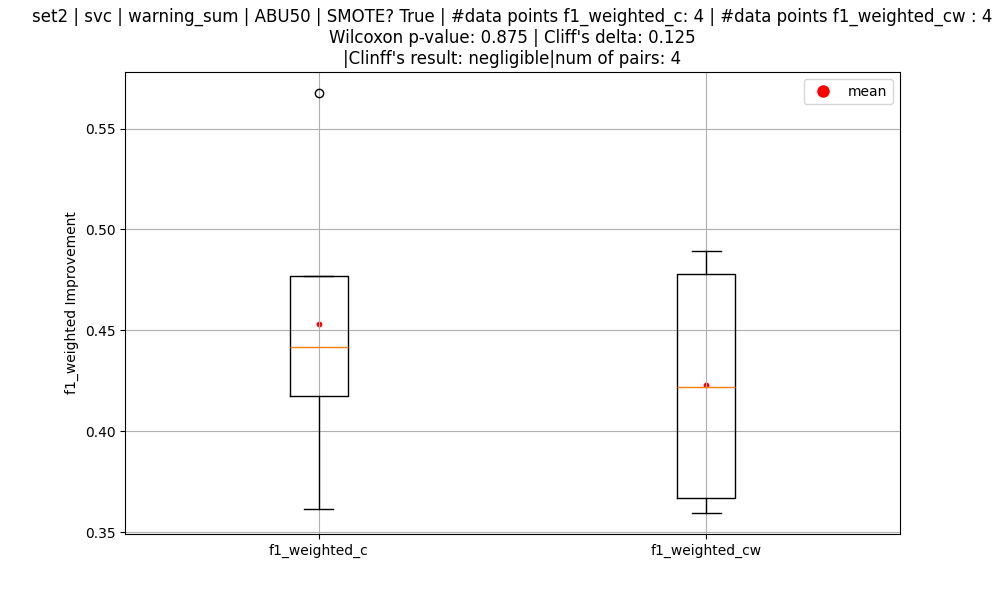 set2 | svc | warning_sum | ABU50 | SMOTE? True | #data points f1_weighted_c: 4 | #data points f1_weighted_cw : 4
Wilcoxon p-value: 0.875 | Cliff's delta: 0.125
|Clinff's result: negligible|num of pairs: 4
mean
0.55
0.50
0.45
0.40
0.35
f1_weighted Improvement
f1_weighted_c
f1_weighted_cw